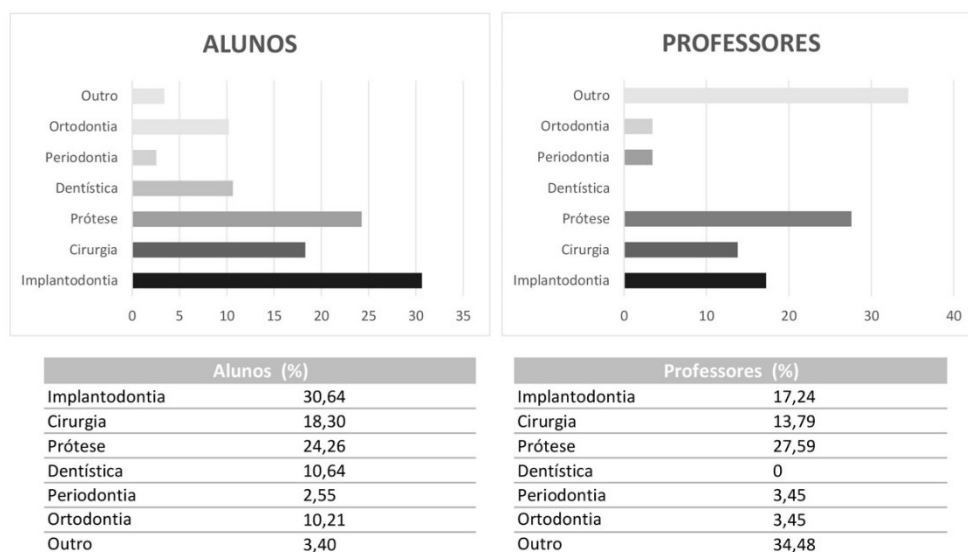 ALUNOS
Outro
Ortodontia
Periodontia
Dentística
Prótese
Cirurgia
Implantodontia
0 5 10 15 20 25 30 35
PROFESSORES
Outro
Ortodontia
Periodontia
Dentística
Prótese
Cirurgia
Implantodontia
0 10 20 30 40
Alunos (%)
Implantodontia 30,64
Cirurgia 18,30
Prótese 24,26
Dentística 10,64
Periodontia 2,55
Ortodontia 10,21
Outro 3,40
Professores (%)
Implantodontia 17,24
Cirurgia 13,79
Prótese 27,59
Dentística 0
Periodontia 3,45
Ortodontia 3,45
Outro 34,48